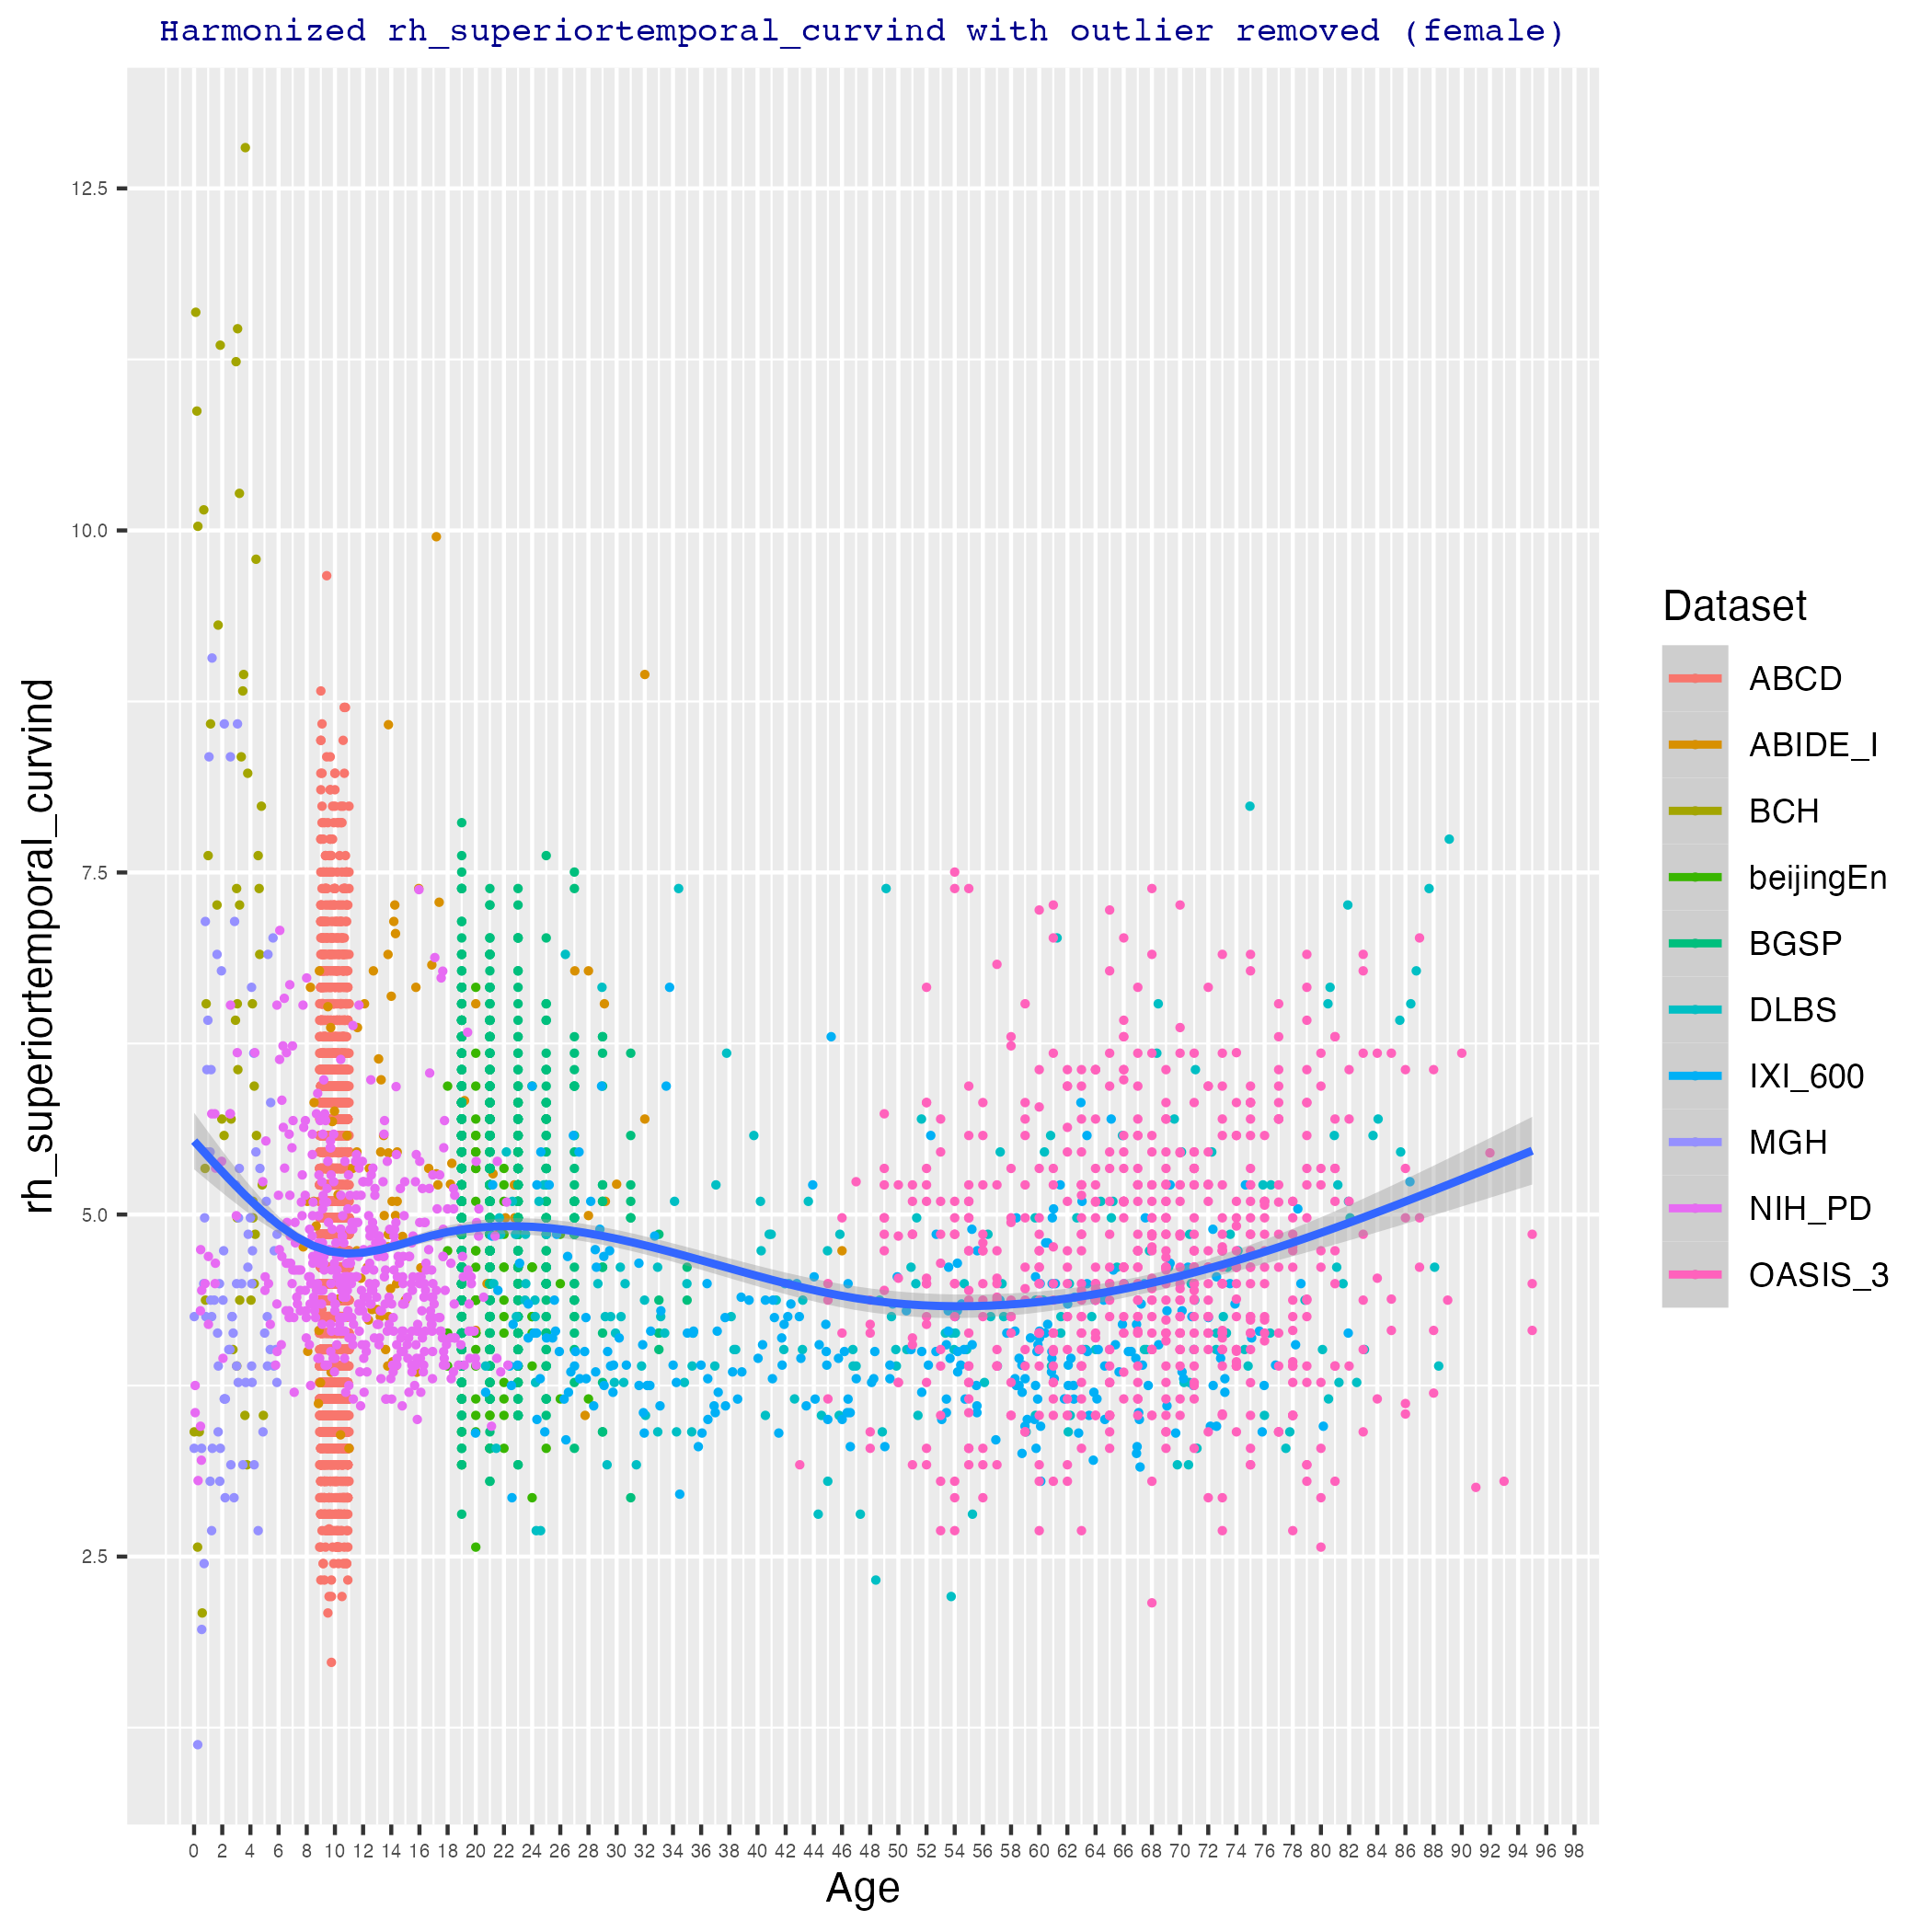 Harmonized rh_superiortemporal_curvind with outlier removed (female)
rh_superiortemporal_curvind
12.5
10.0
7.5
5.0
2.5
0 2 4 6 8 10 12 14 16 18 20 22 24 26 28 30 32 34 36 38 40 42 44 46 48 50 52 54 56 58 60 62 64 66 68 70 72 74 76 78 80 82 84 86 88 90 92 94 96 98
Age
Dataset
ABCD
ABIDE_I
BCH
beijingEn
BGSP
DLBS
IXI_600
MGH
NIH_PD
OASIS_3